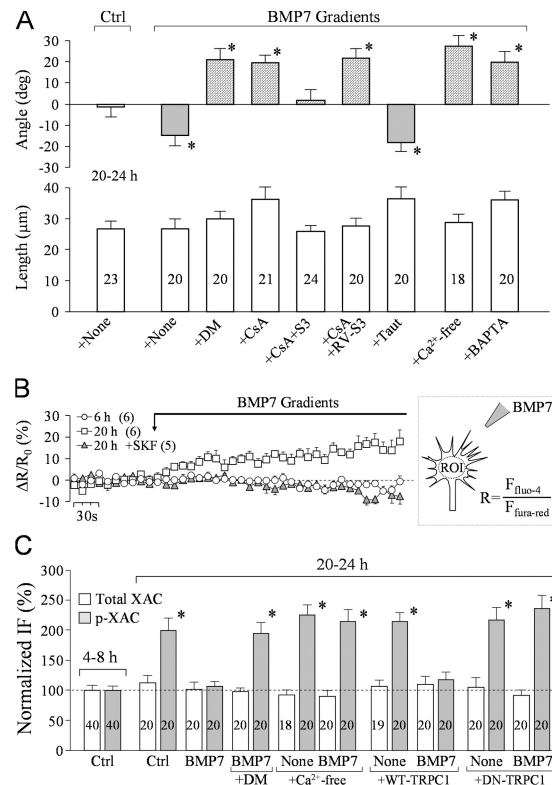 A
Ctrl
BMP7 Gradients
Angle (deg)
30
20
10
0
-10
-20
-30
*
*
*
*
*
*
*
20-24 h
Length (μm)
40
30
20
10
0
23
20
20
21
24
20
20
18
20
+None
+None
+DM
+CsA
+CsA+S3
+CsA
+RV-S3
+Taut
+Ca2+-free
+BAPTA
B
BMP7 Gradients
ΔR/R0 (%)
30
20
10
0
-10
6 h (6)
20 h (6)
20 h +SKF (5)
30s
BMP7
ROI
R=
Ffluo-4
Ffura-red
C
20-24 h
Normalized IF (%)
300
250
200
150
100
50
0
Total XAC
p-XAC
4-8 h
*
*
*
*
*
*
*
40
40
20
20
20
20
20
20
18
20
20
20
19
20
20
20
20
20
20
20
Ctrl
Ctrl
BMP7
BMP7
None
BMP7
None
BMP7
None
BMP7
+DM
+Ca2+-free
+WT-TRPC1
+DN-TRPC1